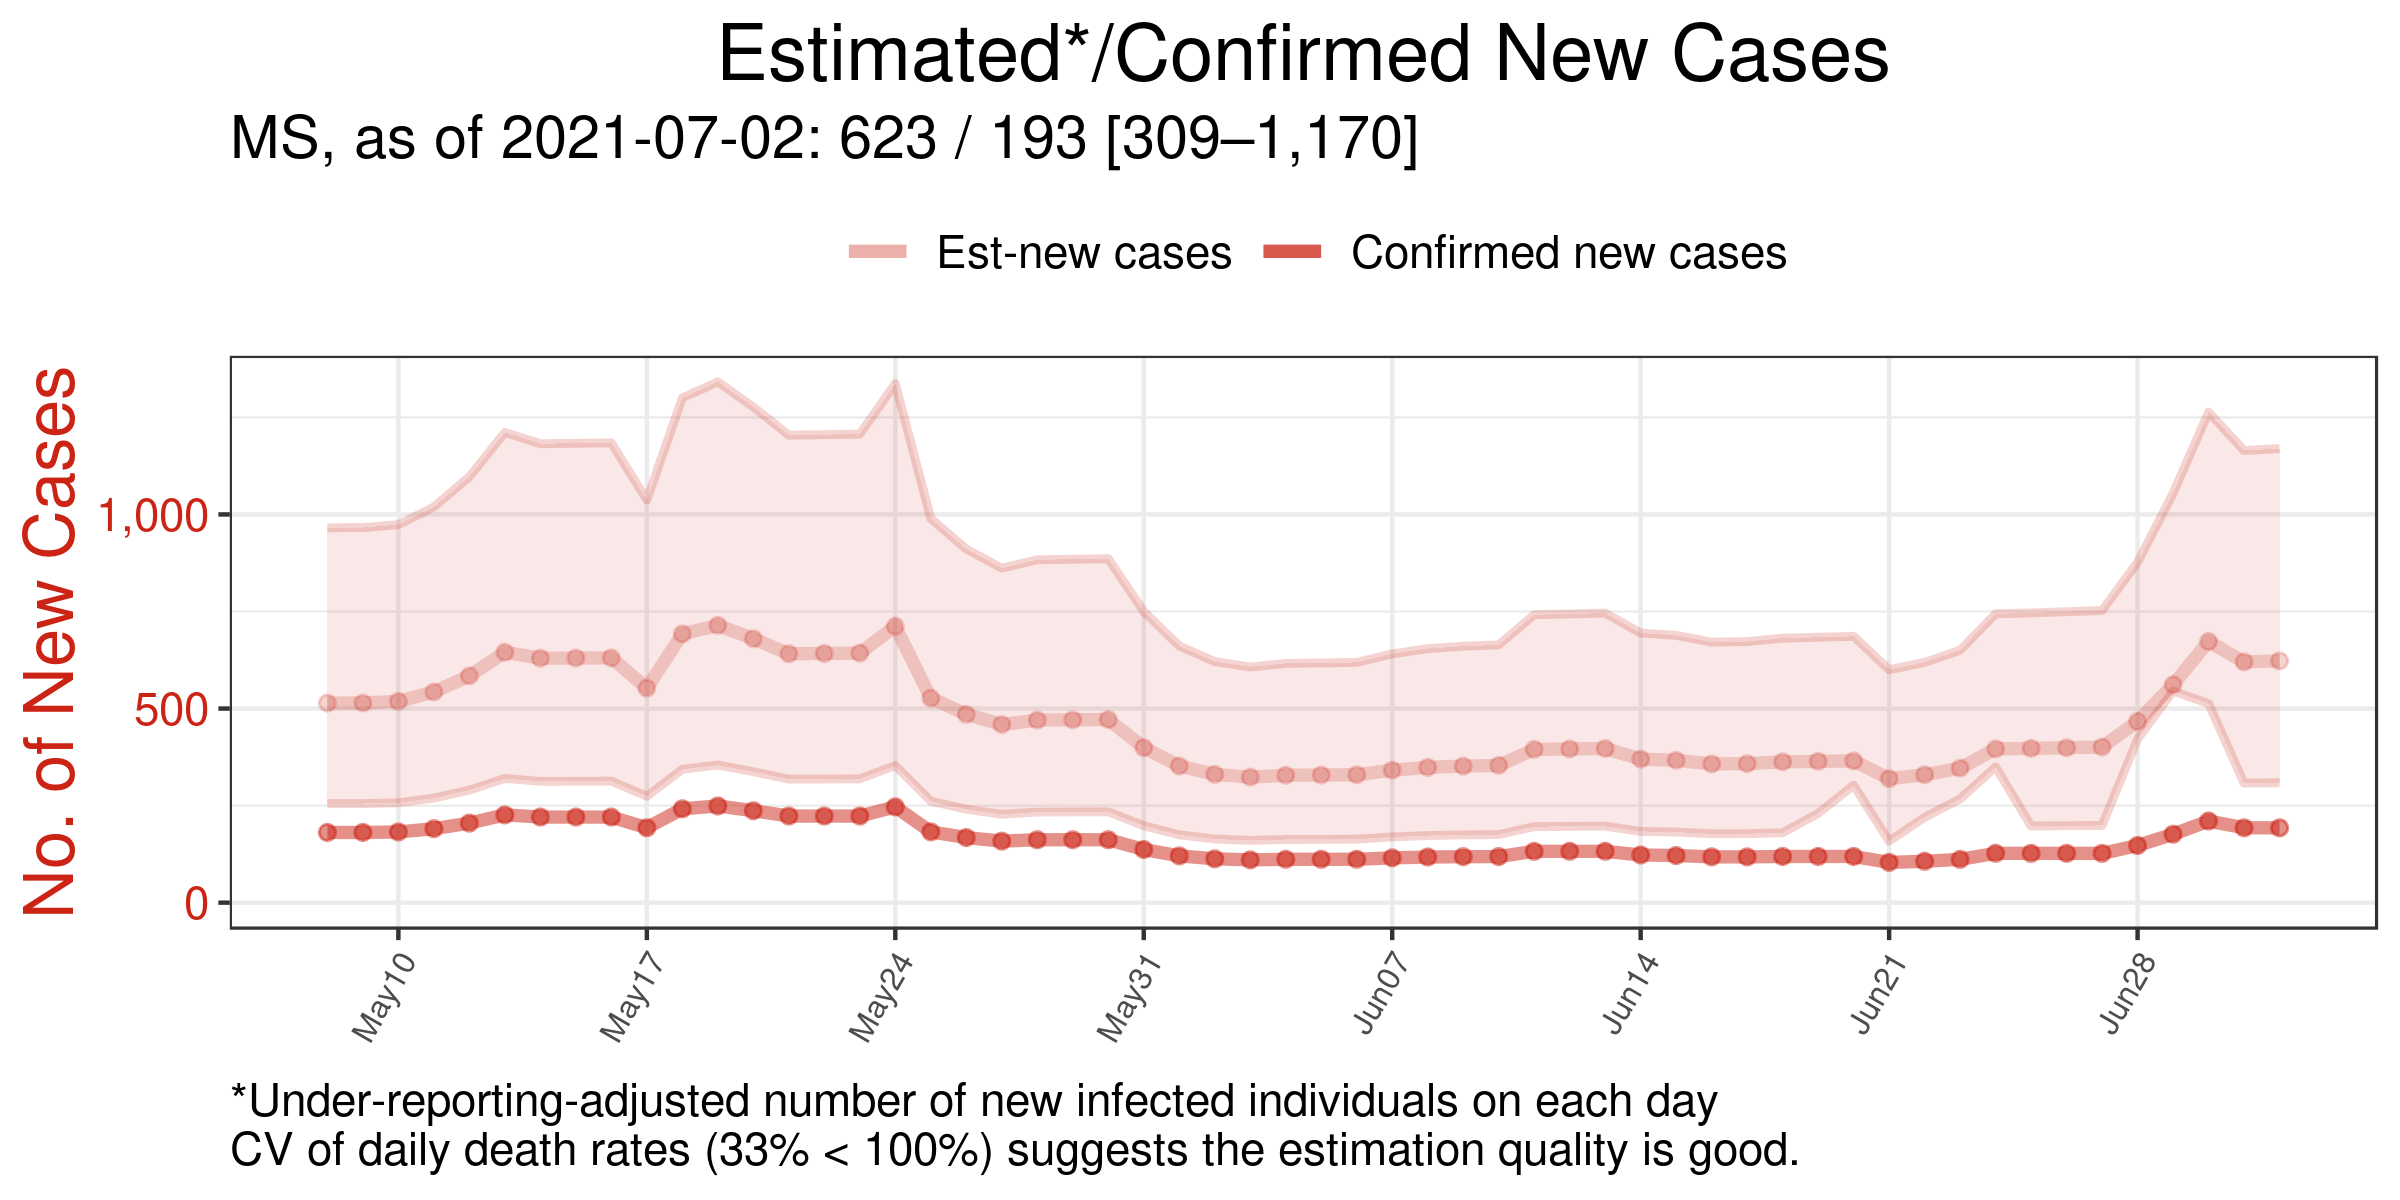 Estimated*/Confirmed New Cases
MS, as of 2021-07-02: 623 / 193 [309–1,170]
Est-new cases
Confirmed new cases
No. of New Cases
1,000
500
0
May10
May17
May24
May31
Jun07
Jun14
Jun21
Jun28
*Under-reporting-adjusted number of new infected individuals on each day
CV of daily death rates (33% < 100%) suggests the estimation quality is good.